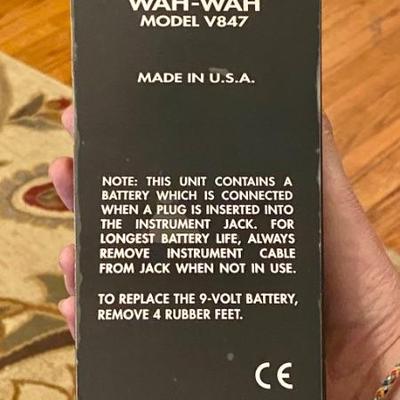 WAH-WAH
MODEL V847
MADE IN U.S.A.
NOTE: THIS UNIT CONTAINS A
BATTERY WHICH IS CONNECTED
WHEN A PLUG IS INSERTED INTO
THE INSTRUMENT JACK. FOR
LONGEST BATTERY LIFE, ALWAYS
REMOVE INSTRUMENT CABLE
FROM JACK WHEN NOT IN USE.
TO REPLACE THE 9-VOLT BATTERY,
REMOVE 4 RUBBER FEET.
CE